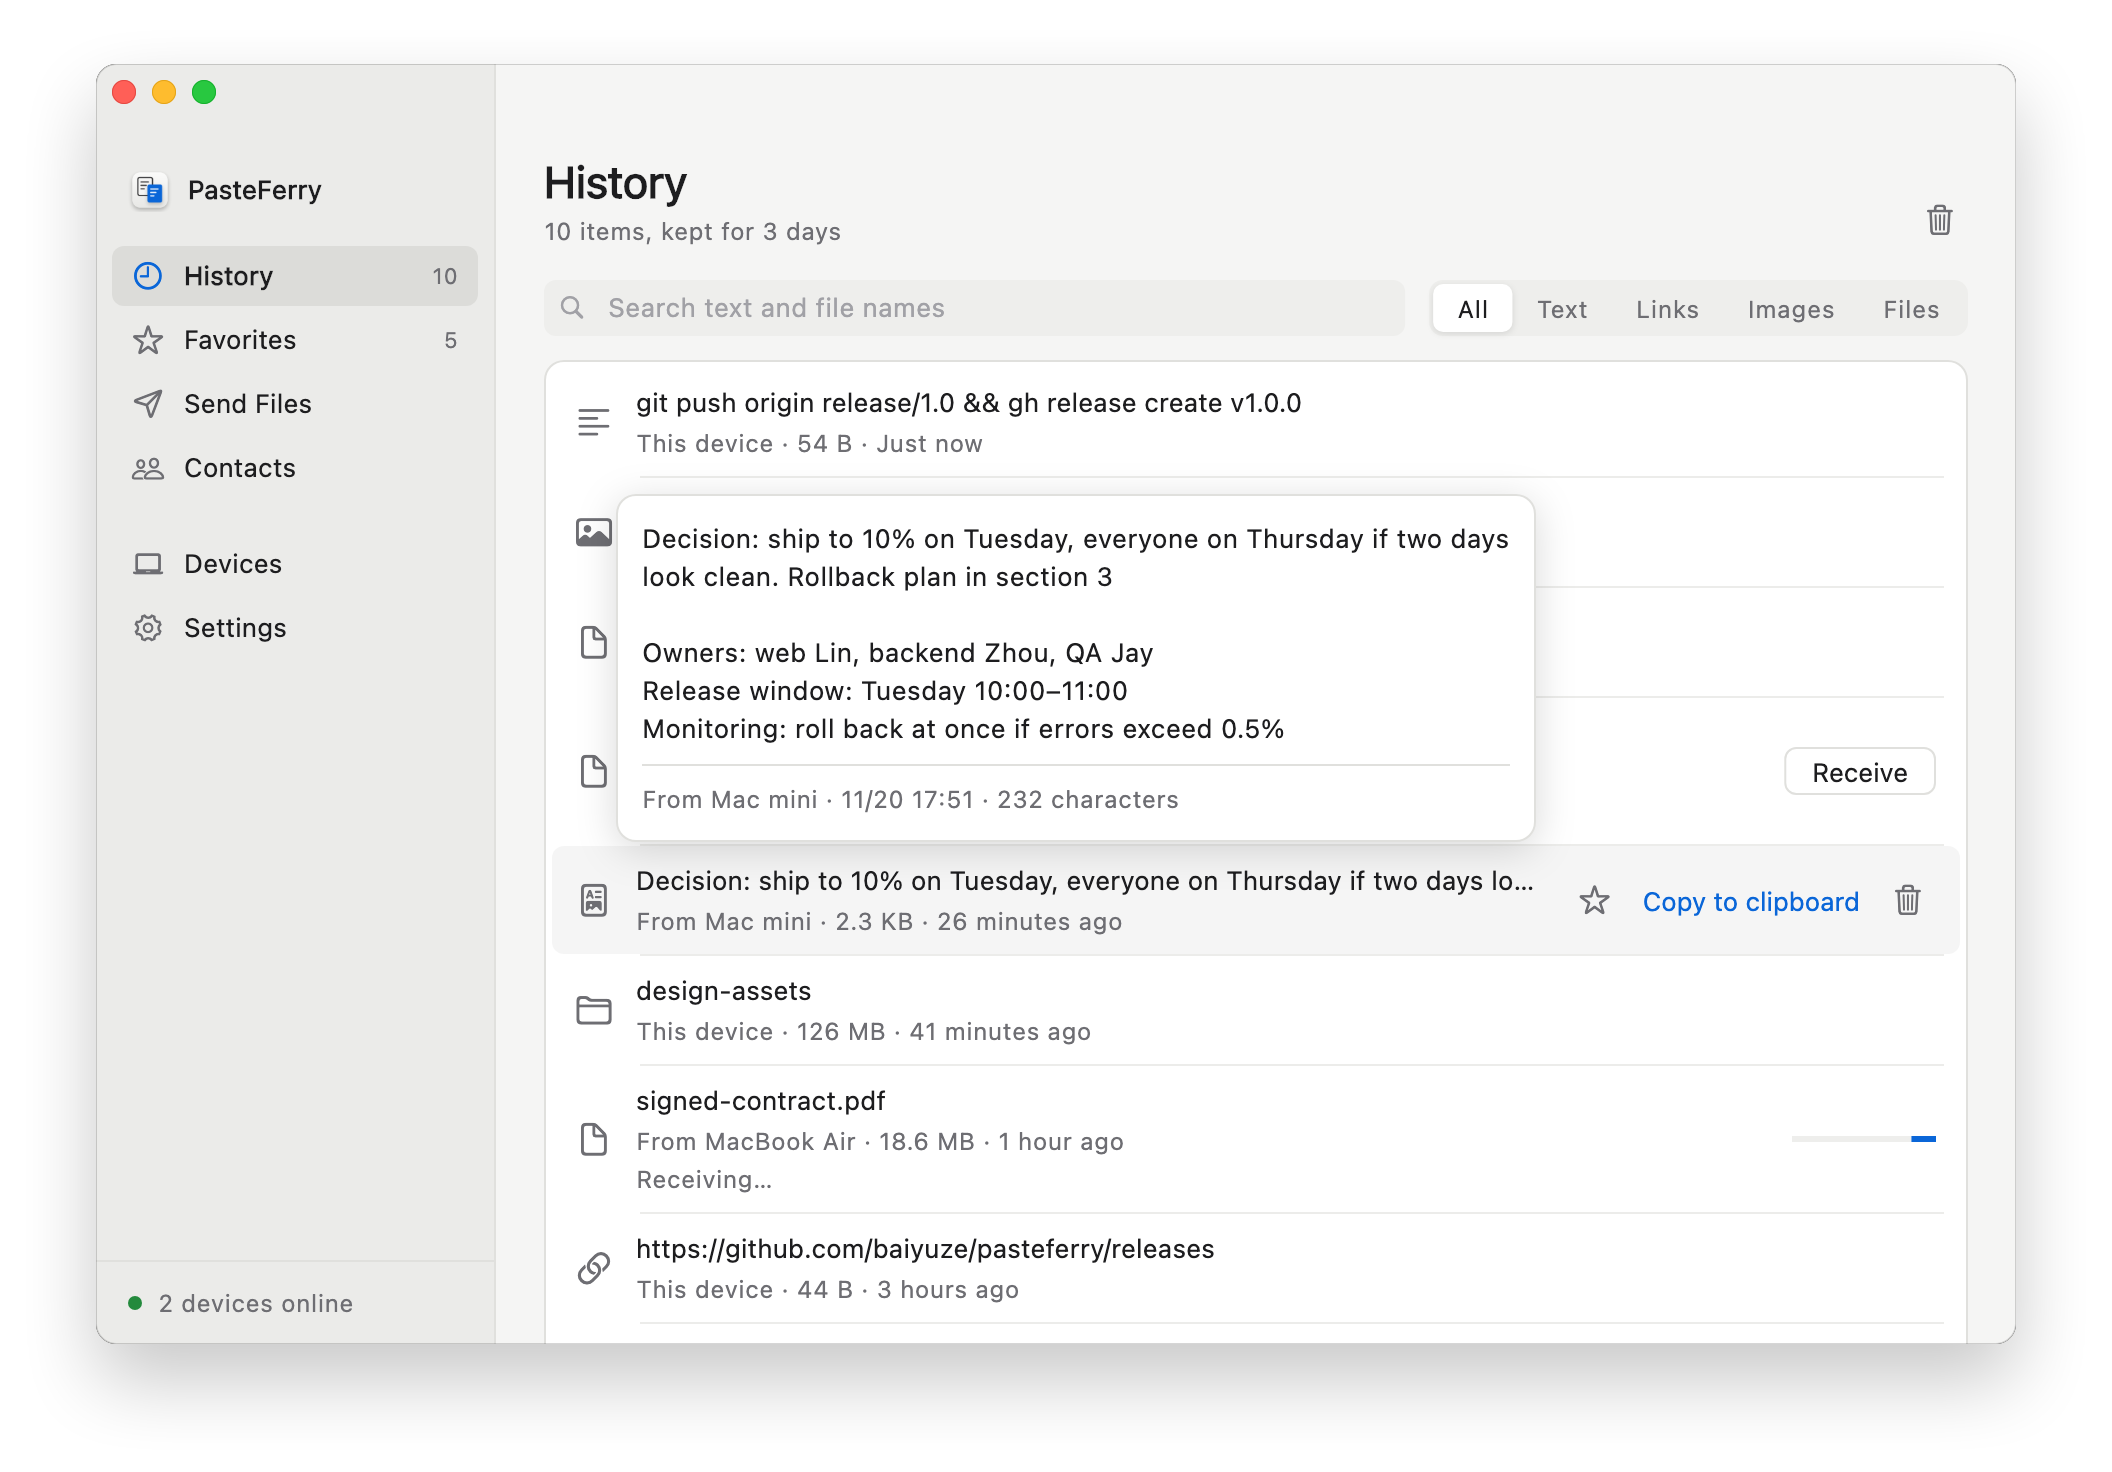 PasteFerry
History 10
Favorites 5
Send Files
Contacts
Devices
Settings
2 devices online
History
10 items, kept for 3 days
Search text and file names
All Text Links Images Files
git push origin release/1.0 && gh release create v1.0.0
This device · 54 B · Just now
Decision: ship to 10% on Tuesday, everyone on Thursday if two days
look clean. Rollback plan in section 3
Owners: web Lin, backend Zhou, QA Jay
Release window: Tuesday 10:00–11:00
Monitoring: roll back at once if errors exceed 0.5%
From Mac mini · 11/20 17:51 · 232 characters
Receive
Decision: ship to 10% on Tuesday, everyone on Thursday if two days lo...
From Mac mini · 2.3 KB · 26 minutes ago
Copy to clipboard
design-assets
This device · 126 MB · 41 minutes ago
signed-contract.pdf
From MacBook Air · 18.6 MB · 1 hour ago
Receiving...
https://github.com/baiyuze/pasteferry/releases
This device · 44 B · 3 hours ago